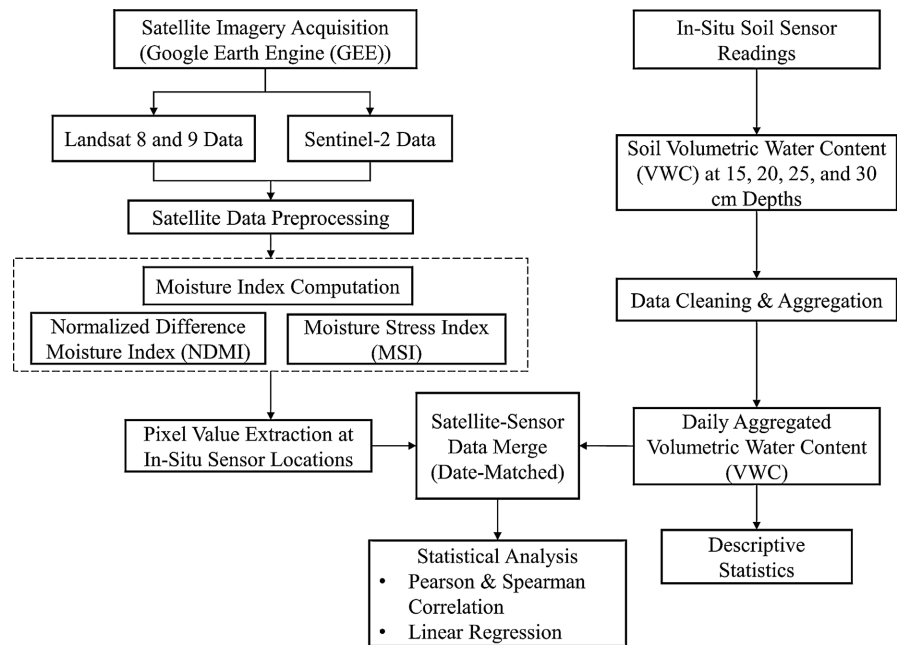 Satellite Imagery Acquisition
(Google Earth Engine (GEE))
Landsat 8 and 9 Data
Sentinel-2 Data
Satellite Data Preprocessing
Moisture Index Computation
Normalized Difference
Moisture Index (NDMI)
Moisture Stress Index
(MSI)
Pixel Value Extraction at
In-Situ Sensor Locations
In-Situ Soil Sensor
Readings
Soil Volumetric Water Content
(VWC) at 15, 20, 25, and 30
cm Depths
Data Cleaning & Aggregation
Daily Aggregated
Volumetric Water Content
(VWC)
Descriptive
Statistics
Satellite-Sensor
Data Merge
(Date-Matched)
Statistical Analysis
• Pearson & Spearman
Correlation
• Linear Regression